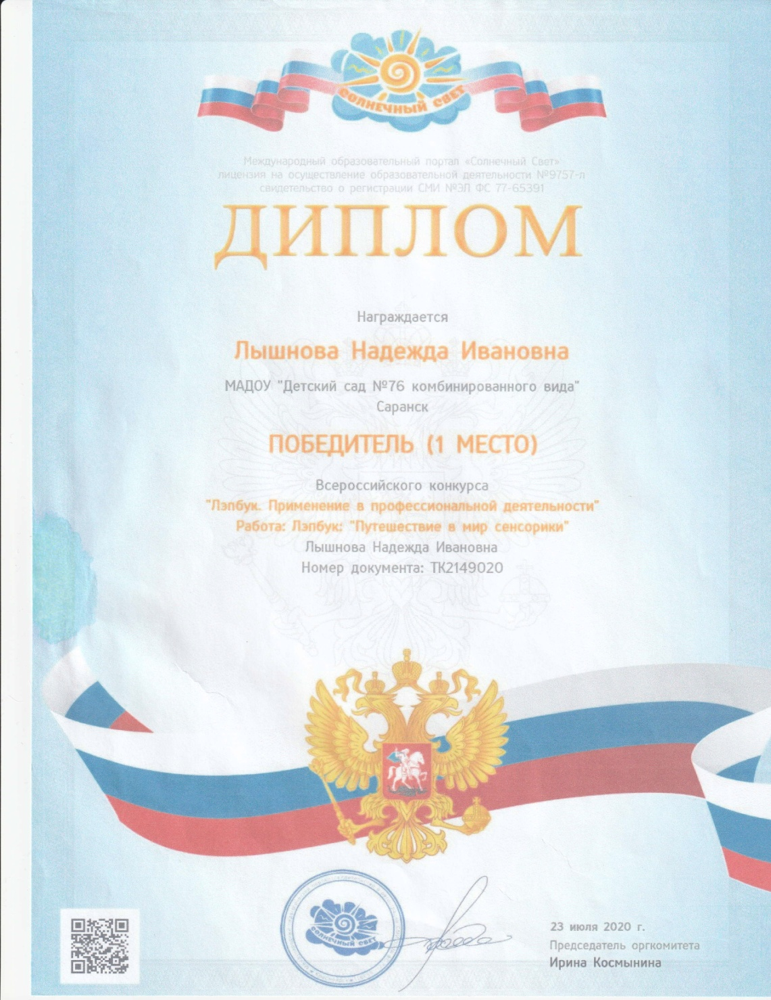 СОЛНЕЧНЫЙ СВЕТ
Международный образовательный портал «Солнечный Свет»
лицензия на осуществление образовательной деятельности №9757-л
свидетельство о регистрации СМИ №ЭЛ ФС 77-65391
ДИПЛОМ
Награждается
Лышнова Надежда Ивановна
МАДОУ "Детский сад №76 комбинированного вида"
Саранск
ПОБЕДИТЕЛЬ (1 МЕСТО)
Всероссийского конкурса
"Лэпбук. Применение в профессиональной деятельности"
Работа: Лэпбук: "Путешествие в мир сенсорики"
Лышнова Надежда Ивановна
Номер документа: ТК2149020
СОЛНЕЧНЫЙ СВЕТ
23 июля 2020 г.
Председатель оргкомитета
Ирина Космынина